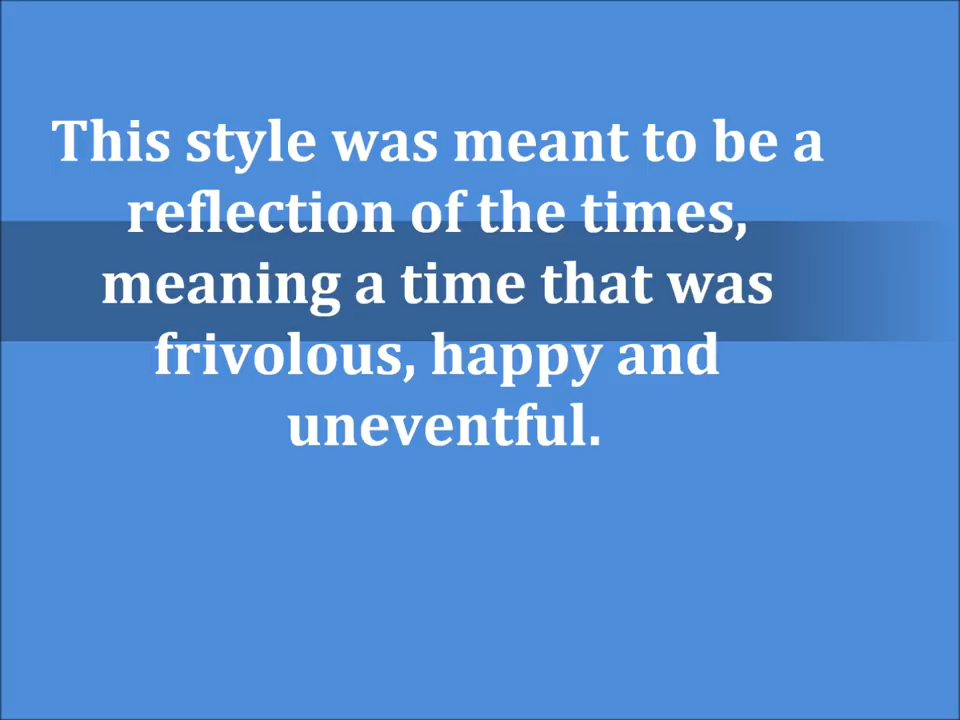 This style was meant to be a
reflection of the times,
meaning a time that was
frivolous, happy and
uneventful.